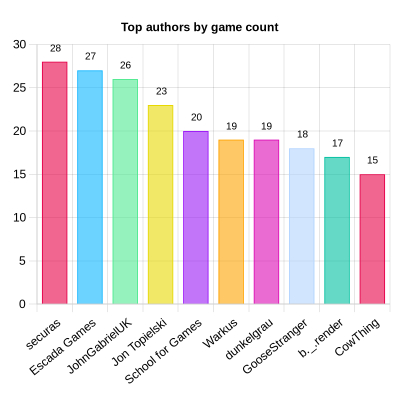 Top authors by game count
30
25
20
15
10
5
0
28
27
26
23
20
19
19
18
17
15
securas
Escada Games
JohnGabrielUK
Jon Topielski
School for Games
Warkus
dunkelgrau
GooseStranger
b._.render
CowThing